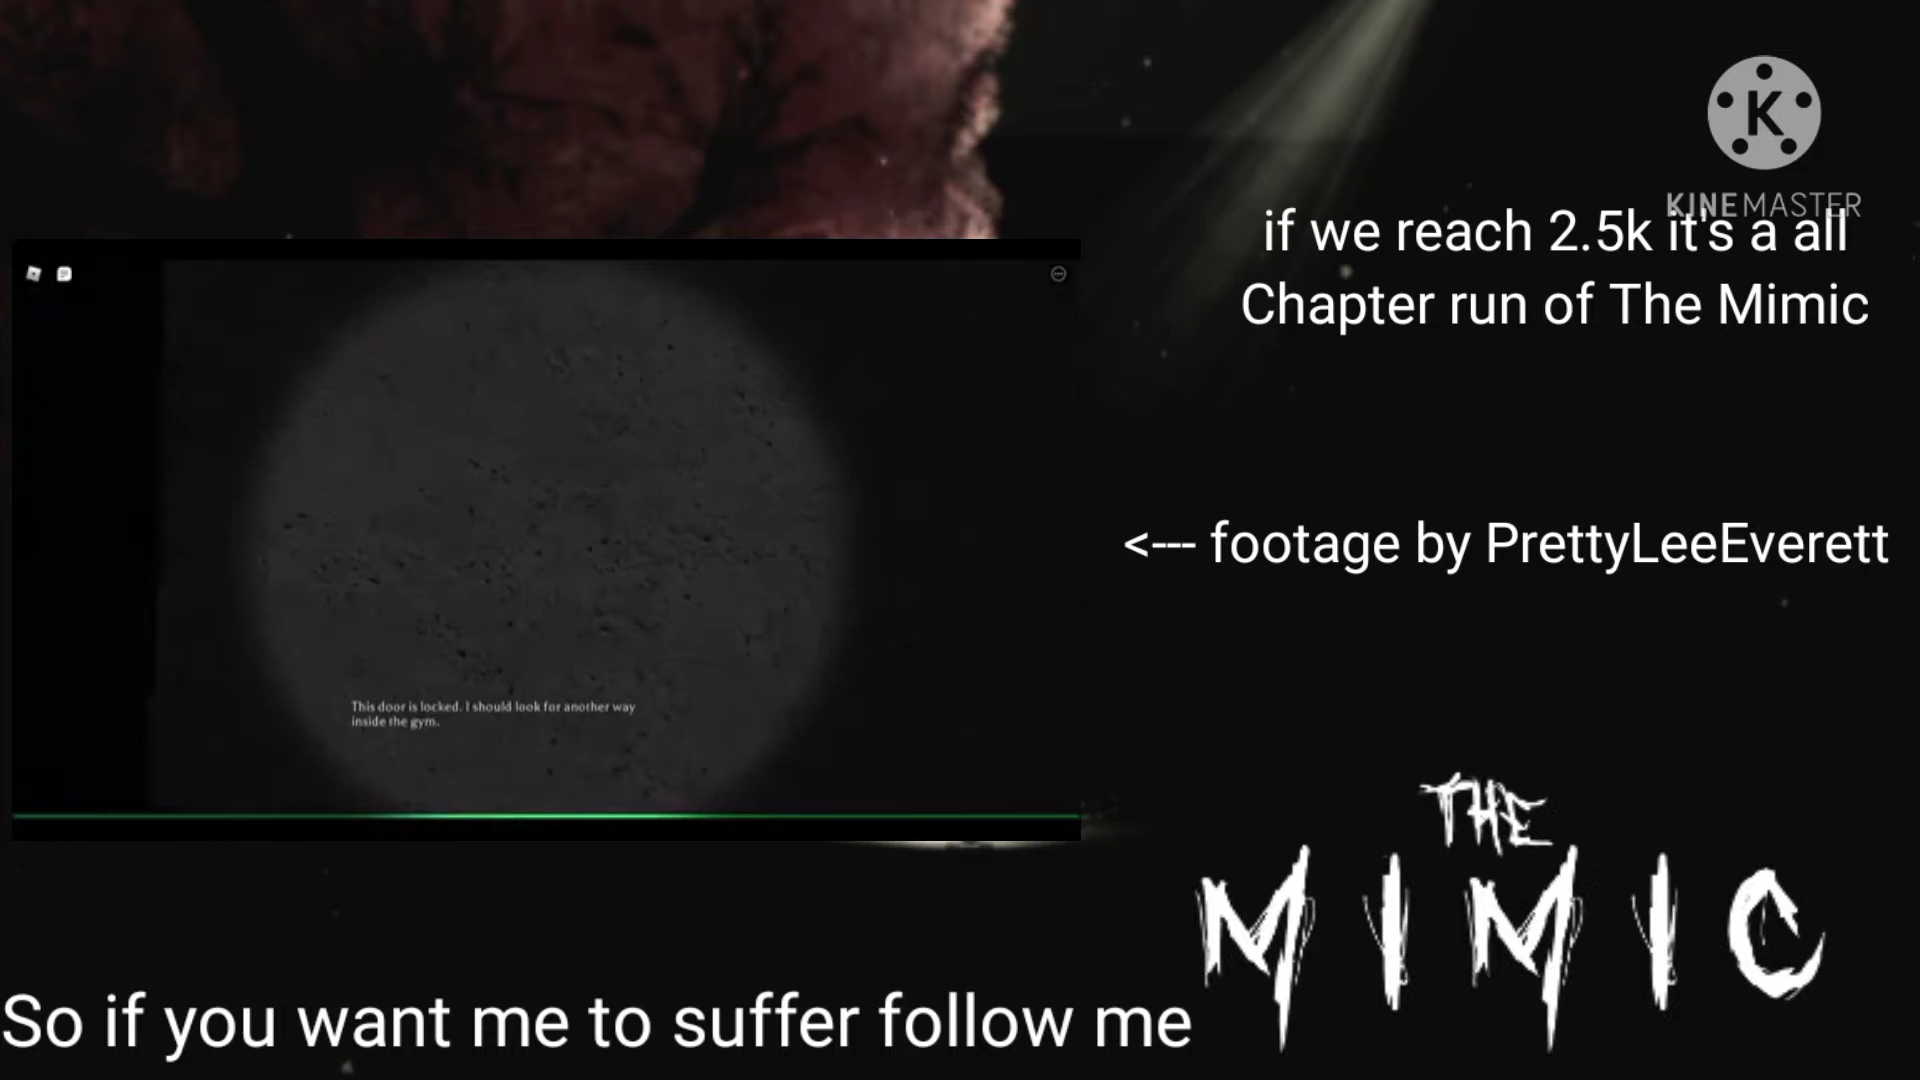 K
KINEMASTER
if we reach 2.5k it's a all
Chapter run of The Mimic
<--- footage by PrettyLeeEverett
This door is locked. I should look for another way
inside the gym.
THE
MIMIC
So if you want me to suffer follow me